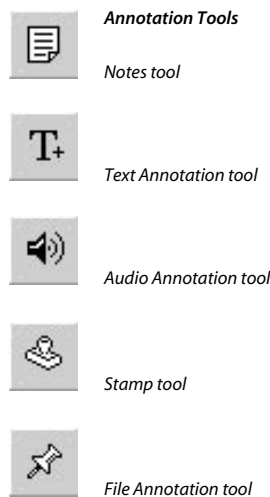 Annotation Tools
Notes tool
T+
Text Annotation tool
Audio Annotation tool
Stamp tool
File Annotation tool